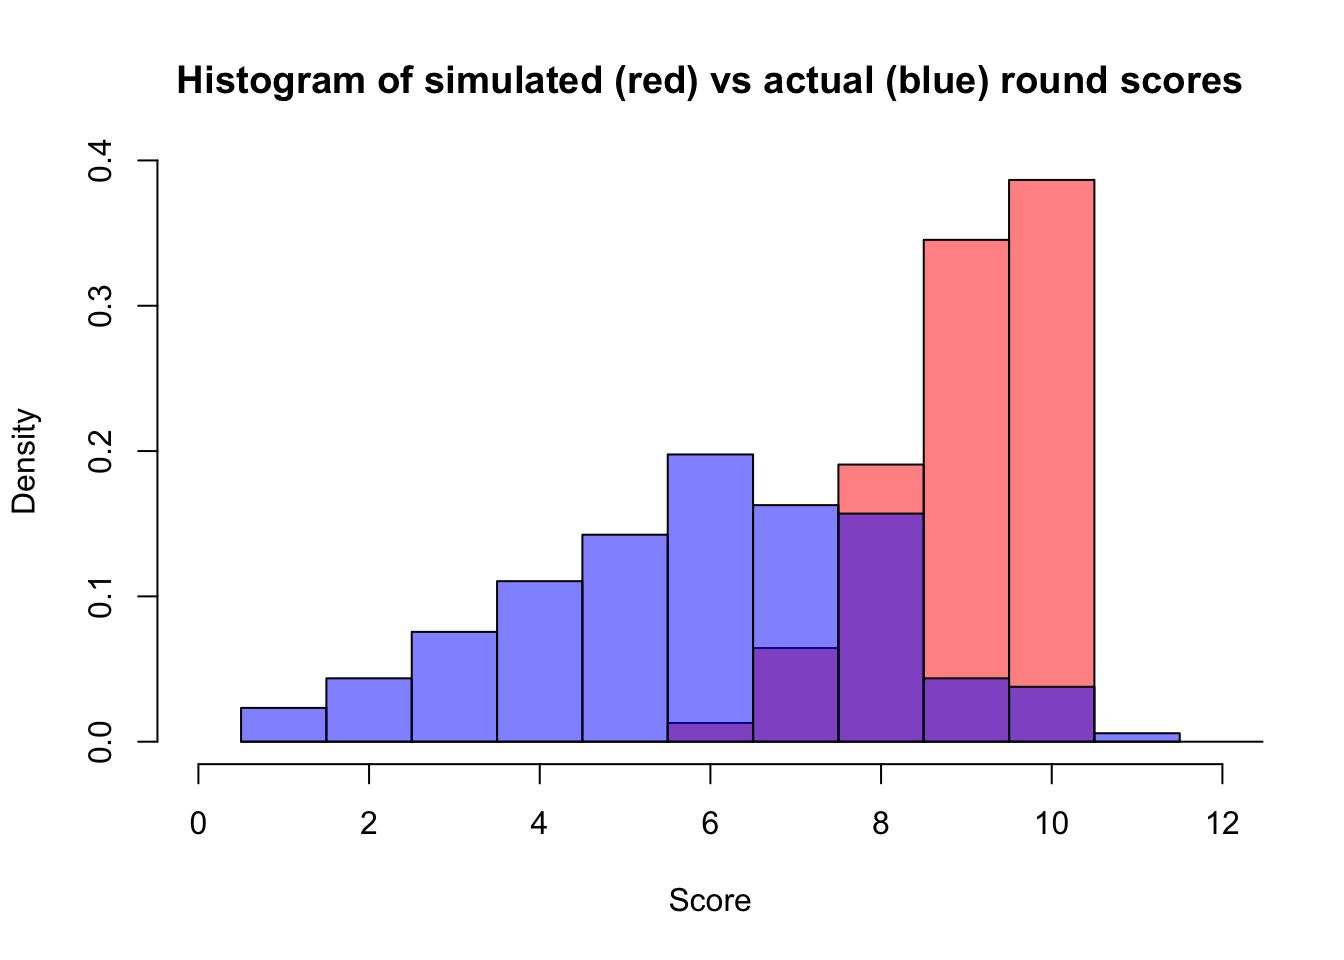 Histogram of simulated (red) vs actual (blue) round scores
0.4
0.3
0.2
0.1
0.0
Density
0 2 4 6 8 10 12
Score